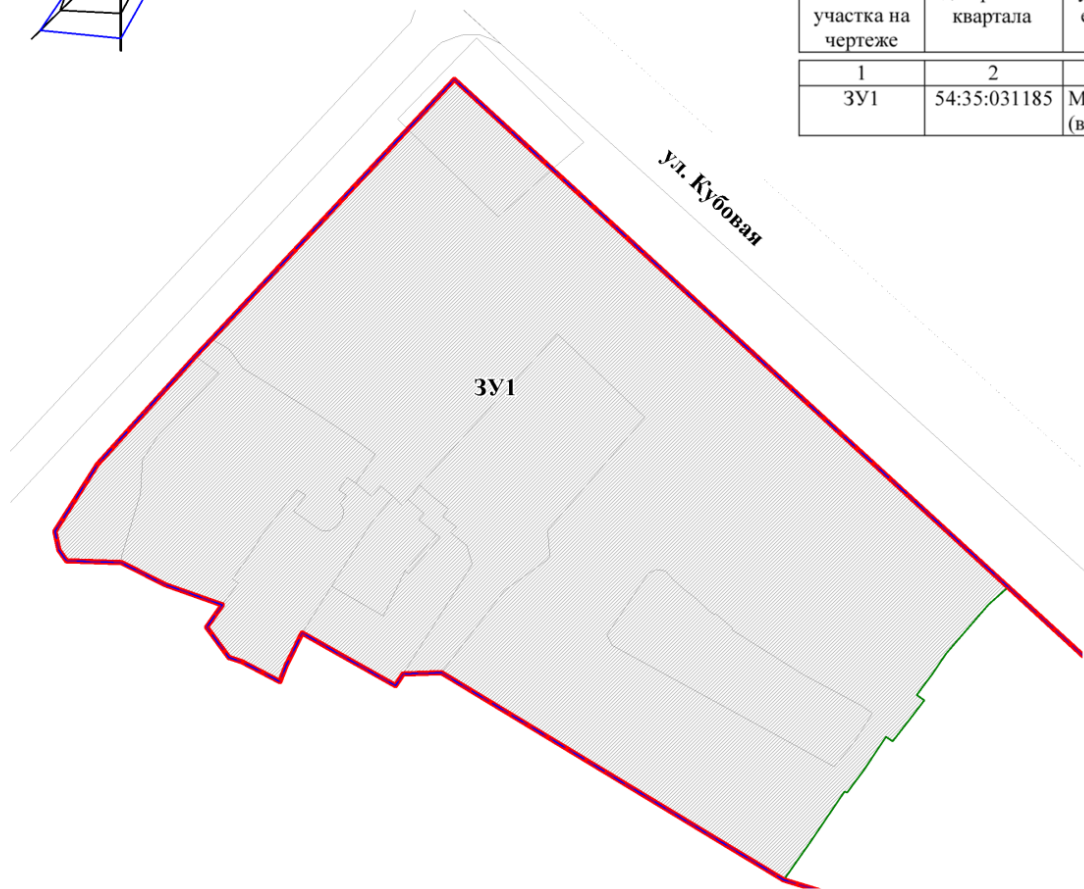 участка на
чертеже
квартала
1
2
ЗУ1
54:35:031185
ул. Кубовая
ЗУ1